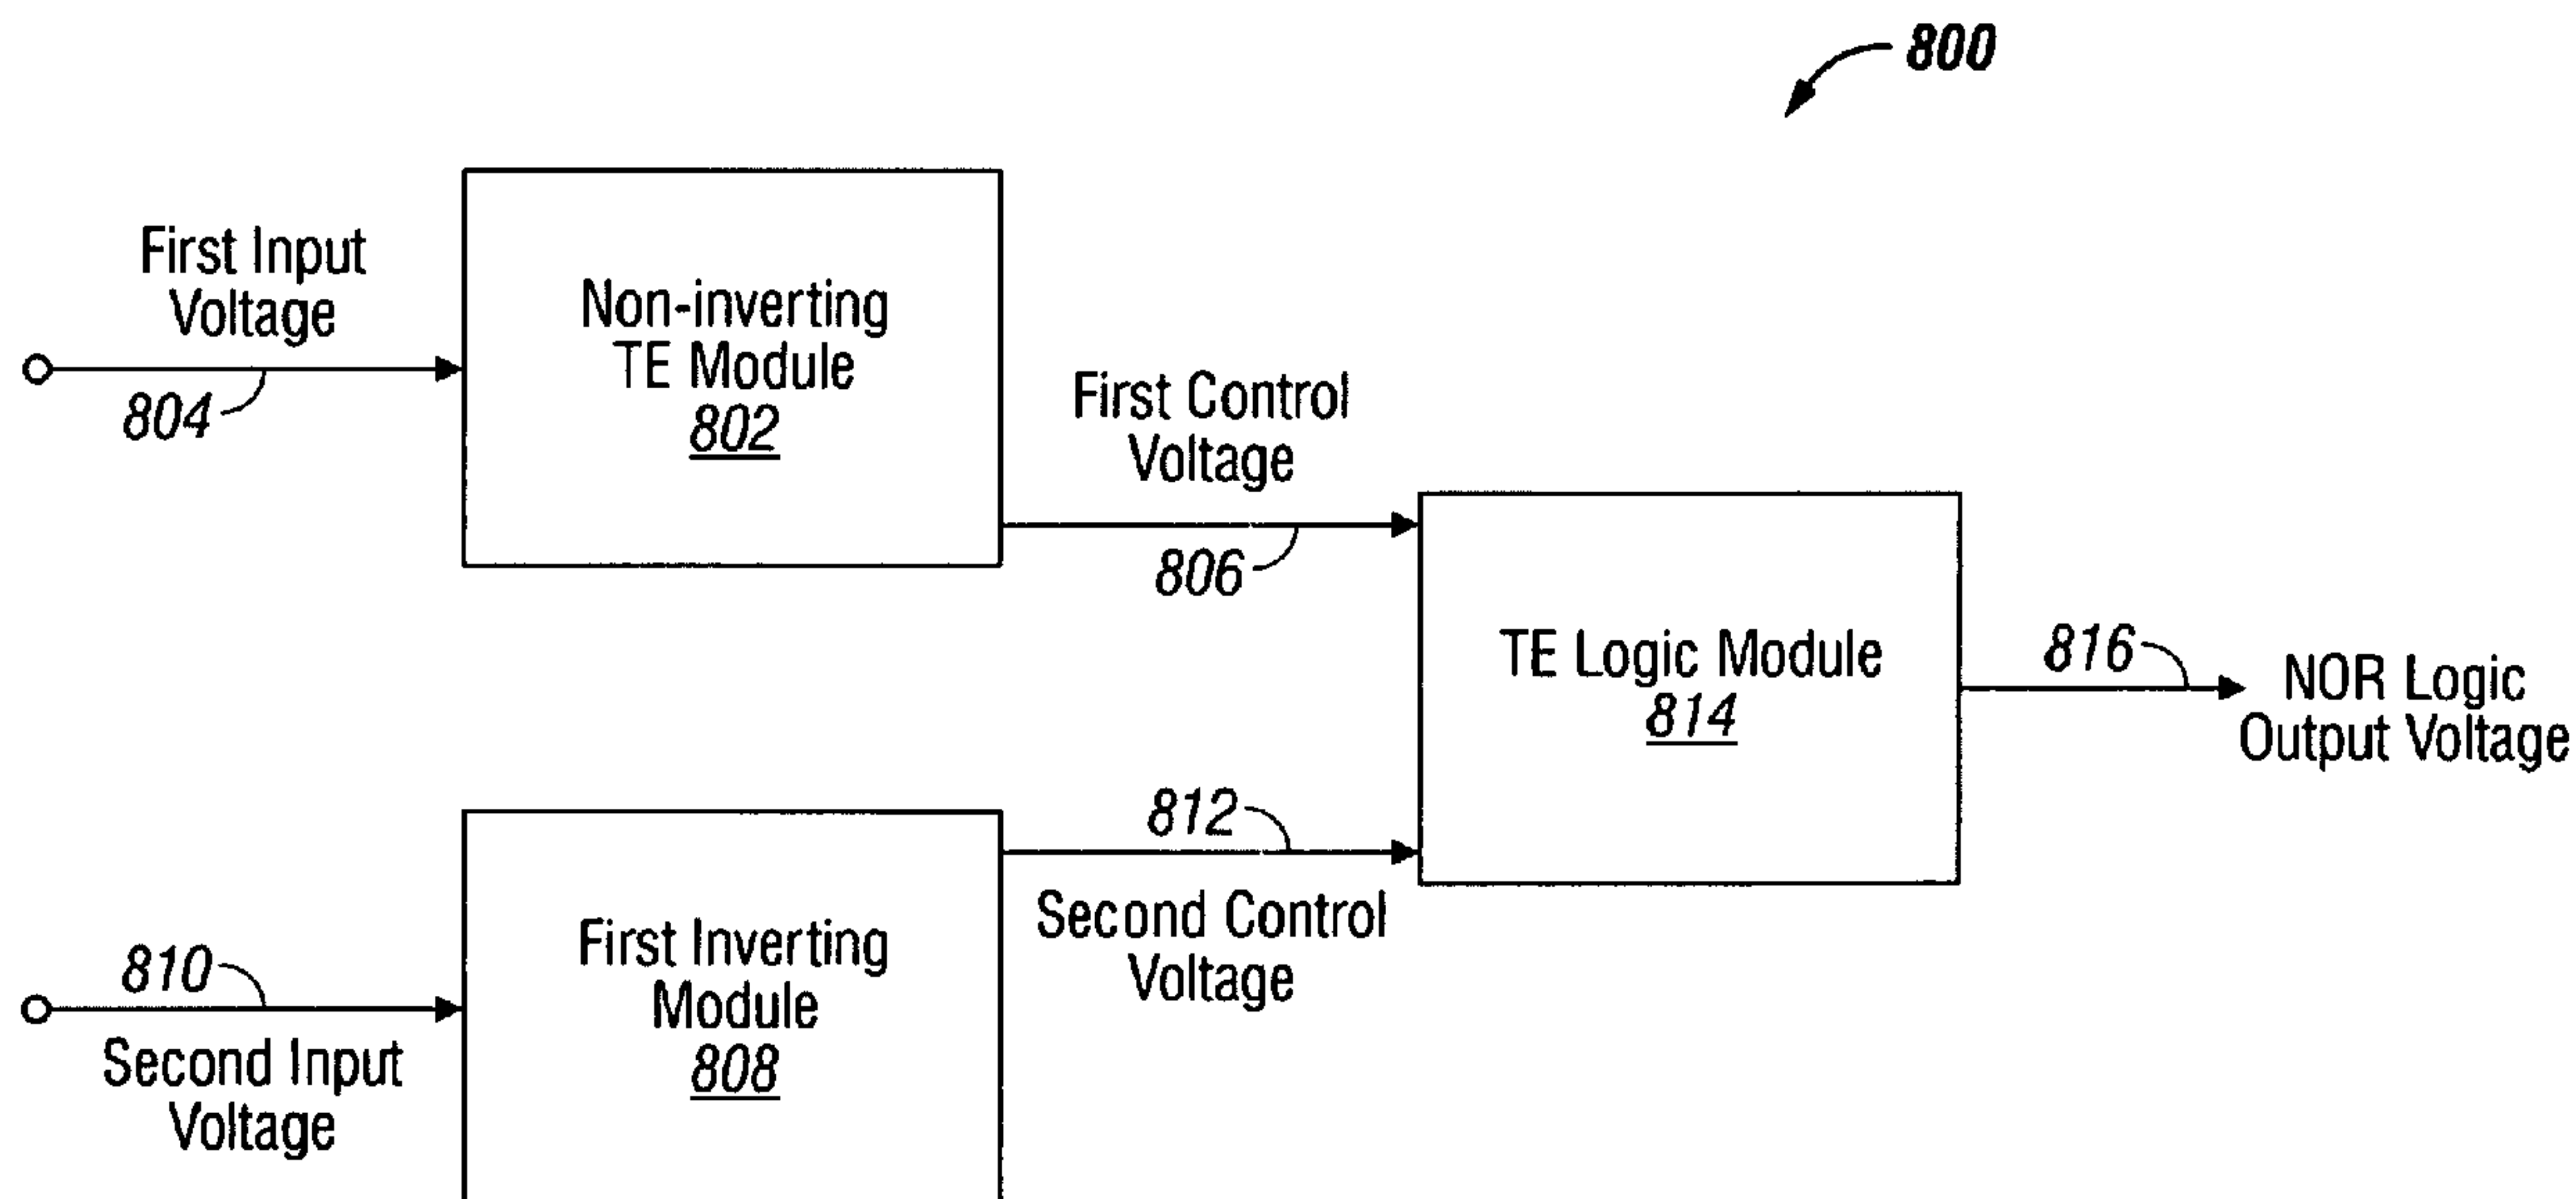 800
First Input
Voltage
804
Non-inverting
TE Module
802
First Control
Voltage
806
TE Logic Module
814
816
NOR Logic
Output Voltage
812
Second Control
Voltage
810
Second Input
Voltage
First Inverting
Module
808